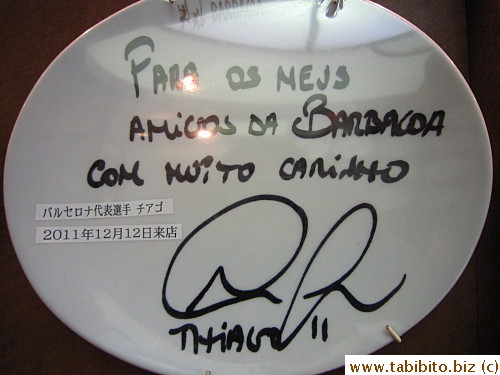 PARA OS MEUS
AMIGOS DA BARBACOA
COM MUITO CARINHO
バルセロナ代表選手 チアゴ
2011年12月12日来店
THIAGO 11
www.tabibito.biz (c)